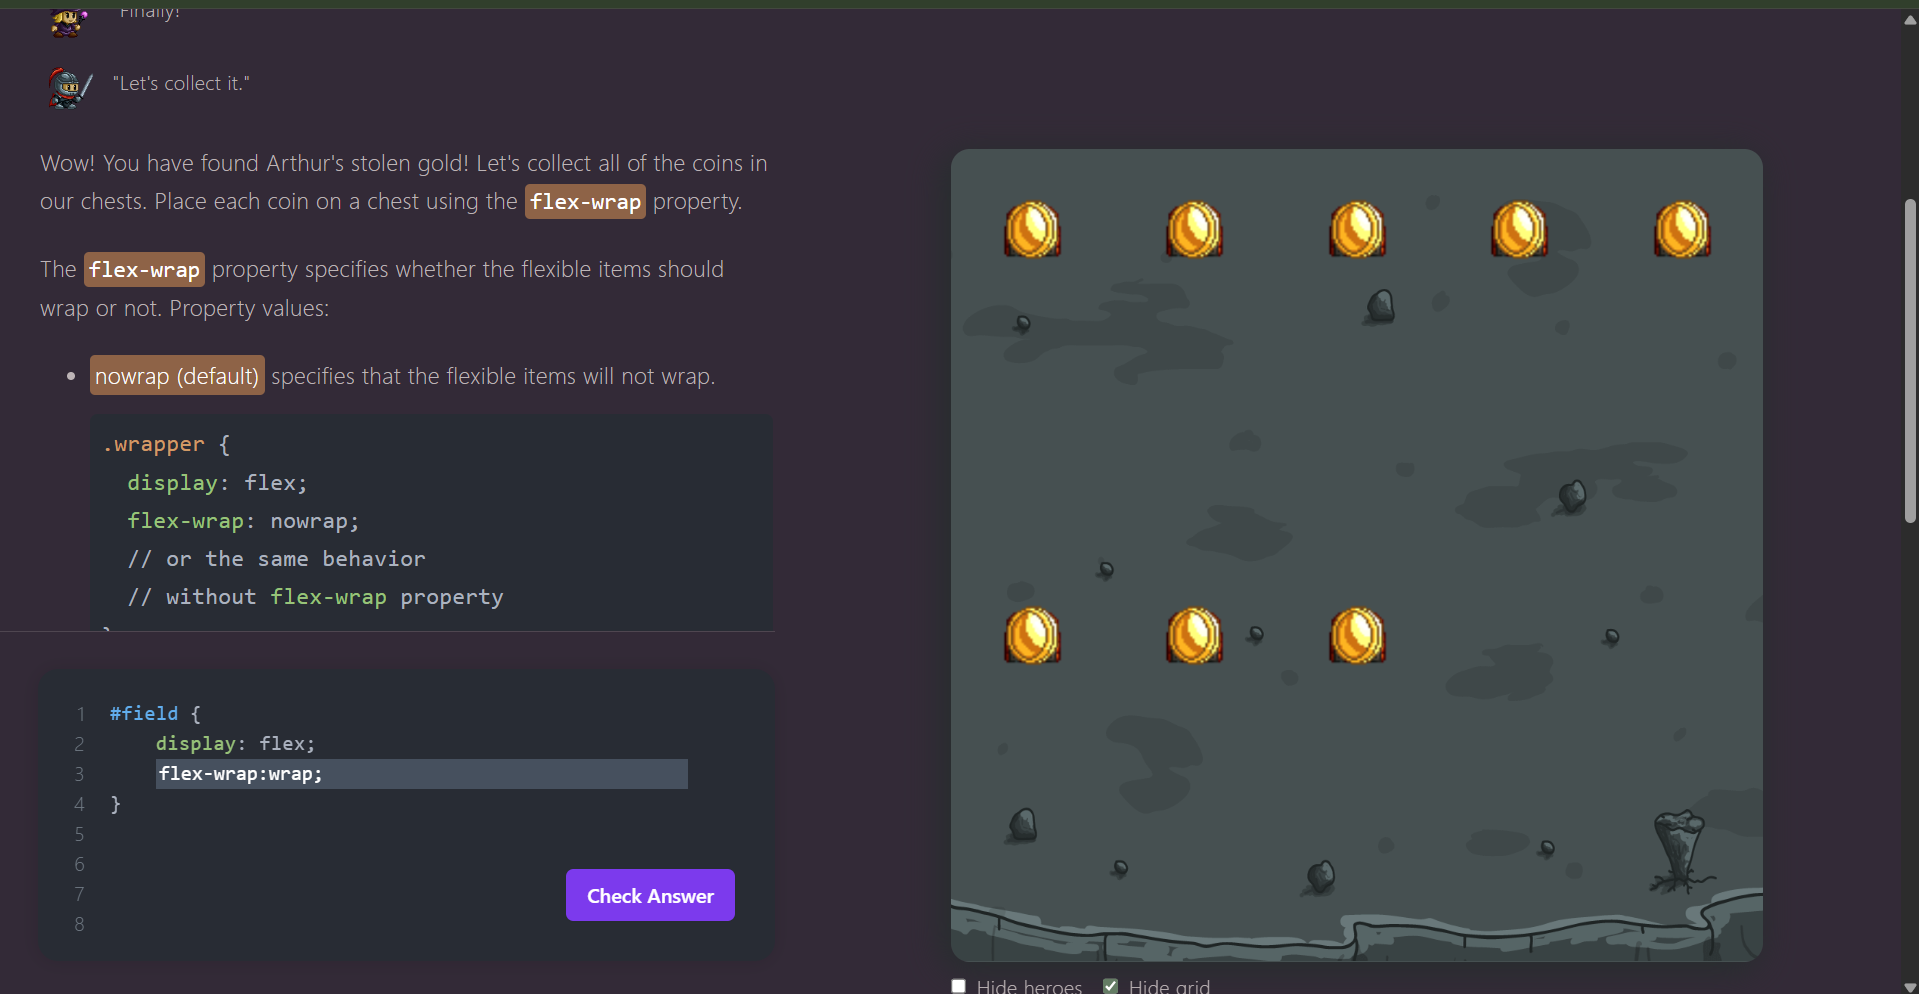 "Finally!"
"Let's collect it."
Wow! You have found Arthur's stolen gold! Let's collect all of the coins in
our chests. Place each coin on a chest using the flex-wrap property.
The flex-wrap property specifies whether the flexible items should
wrap or not. Property values:
nowrap (default) specifies that the flexible items will not wrap.
.wrapper {
display: flex;
flex-wrap: nowrap;
// or the same behavior
// without flex-wrap property
}
1 #field {
2 display: flex;
3 flex-wrap:wrap;
4 }
5
6
7
8
Check Answer
Hide heroes
Hide grid